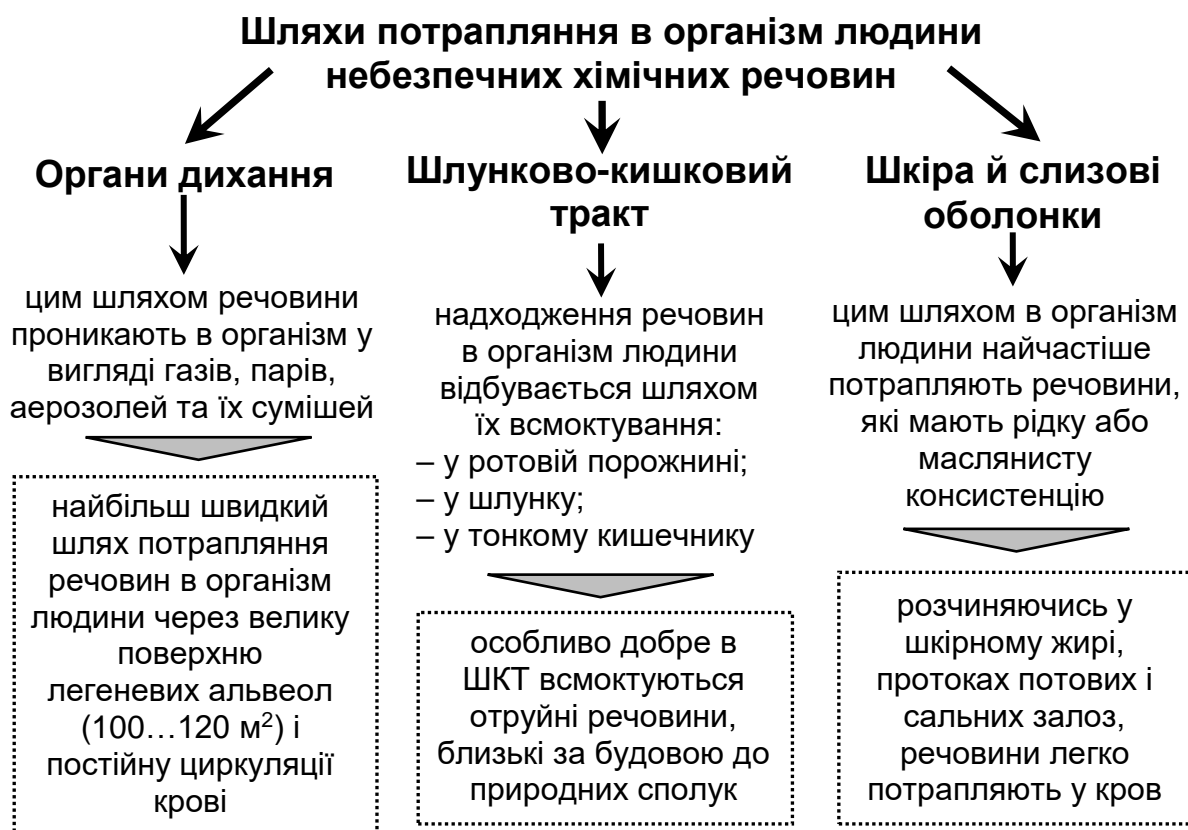 Шляхи потрапляння в організм людини
небезпечних хімічних речовин
Органи дихання
цим шляхом речовини
проникають в організм у
вигляді газів, парів,
аерозолей та їх сумішей
найбільш швидкий
шлях потрапляння
речовин в організм
людини через велику
поверхню
легеневих альвеол
(100…120 м²) і
постійну циркуляції
крові
Шлунково-кишковий
тракт
надходження речовин
в організм людини
відбувається шляхом
їх всмоктування:
– у ротовій порожнині;
– у шлунку;
– у тонкому кишечнику
особливо добре в
ШКТ всмоктуються
отруйні речовини,
близькі за будовою до
природних сполук
Шкіра й слизові
оболонки
цим шляхом в організм
людини найчастіше
потрапляють речовини,
які мають рідку або
маслянисту
консистенцію
розчиняючись у
шкірному жирі,
протоках потових і
сальних залоз,
речовини легко
потрапляють у кров